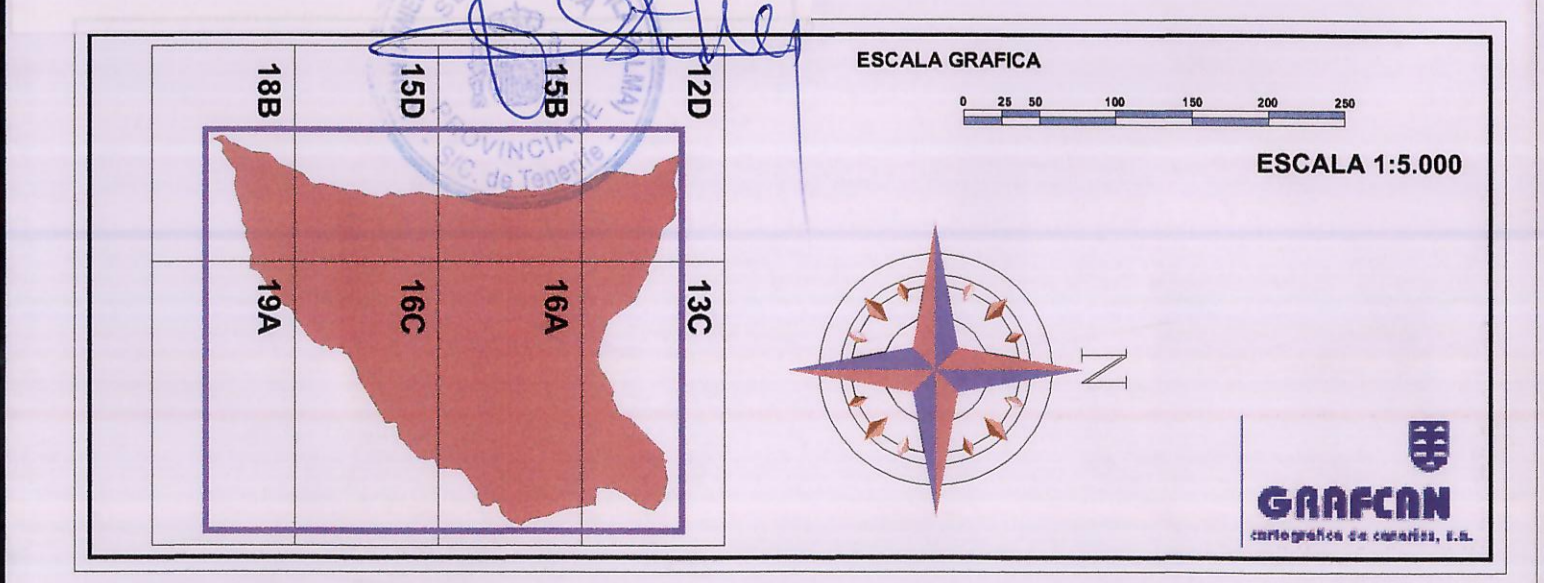 ESCALA GRAFICA
0 25 50 100 150 200 250
ESCALA 1:5.000
18B 15D 15B 12D
19A 16C 16A 13C
N
PALMA)
PROVINCIA DE
S/C. de Tenerife
GRAFCAN
cartografica de canarias, s.a.